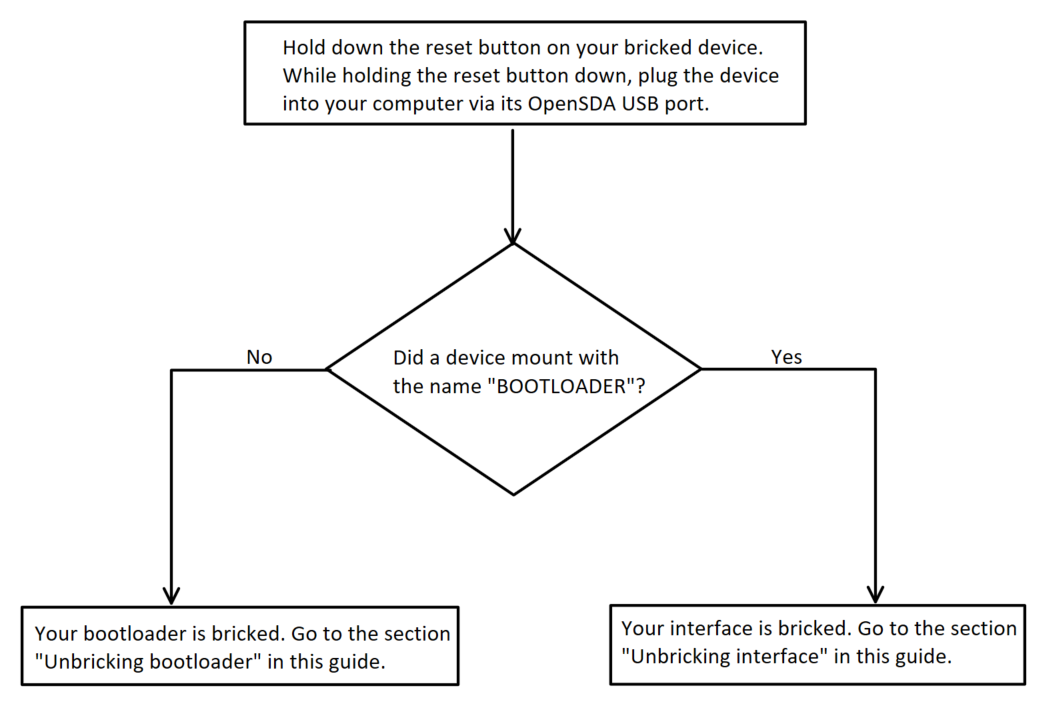 Hold down the reset button on your bricked device.
While holding the reset button down, plug the device
into your computer via its OpenSDA USB port.
No
Did a device mount with
the name "BOOTLOADER"?
Yes
Your bootloader is bricked. Go to the section
"Unbricking bootloader" in this guide.
Your interface is bricked. Go to the section
"Unbricking interface" in this guide.